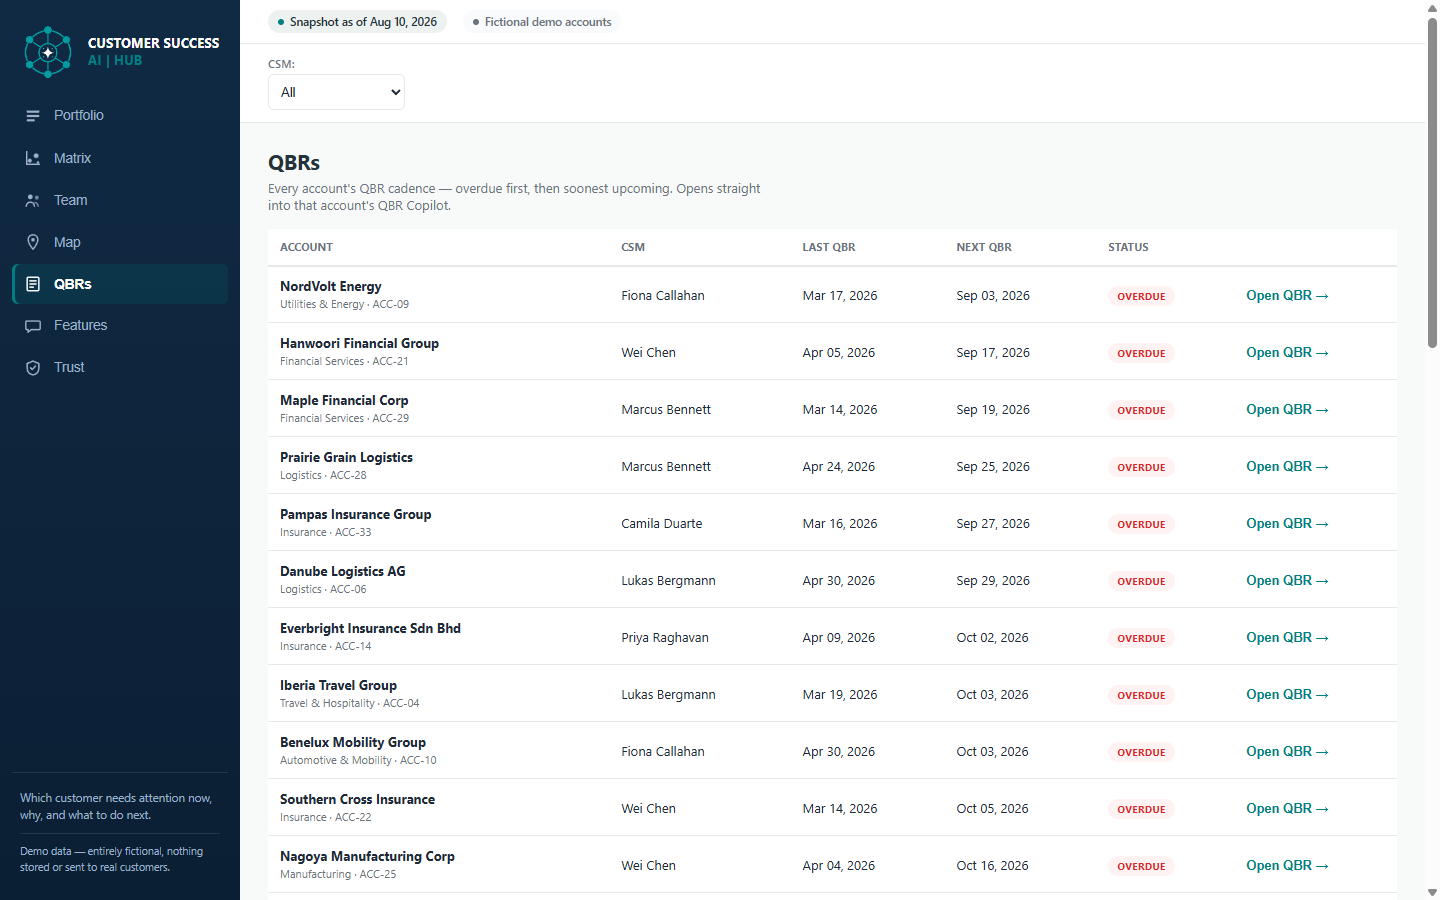 CUSTOMER SUCCESS
AI | HUB
Portfolio
Matrix
Team
Map
QBRs
Features
Trust
Which customer needs attention now,
why, and what to do next.
Demo data — entirely fictional, nothing
stored or sent to real customers.
Snapshot as of Aug 10, 2026
Fictional demo accounts
CSM:
All
QBRs
Every account's QBR cadence — overdue first, then soonest upcoming. Opens straight
into that account's QBR Copilot.
ACCOUNT CSM LAST QBR NEXT QBR STATUS
NordVolt Energy
Utilities & Energy · ACC-09
Fiona Callahan Mar 17, 2026 Sep 03, 2026 OVERDUE Open QBR →
Hanwoori Financial Group
Financial Services · ACC-21
Wei Chen Apr 05, 2026 Sep 17, 2026 OVERDUE Open QBR →
Maple Financial Corp
Financial Services · ACC-29
Marcus Bennett Mar 14, 2026 Sep 19, 2026 OVERDUE Open QBR →
Prairie Grain Logistics
Logistics · ACC-28
Marcus Bennett Apr 24, 2026 Sep 25, 2026 OVERDUE Open QBR →
Pampas Insurance Group
Insurance · ACC-33
Camila Duarte Mar 16, 2026 Sep 27, 2026 OVERDUE Open QBR →
Danube Logistics AG
Logistics · ACC-06
Lukas Bergmann Apr 30, 2026 Sep 29, 2026 OVERDUE Open QBR →
Everbright Insurance Sdn Bhd
Insurance · ACC-14
Priya Raghavan Apr 09, 2026 Oct 02, 2026 OVERDUE Open QBR →
Iberia Travel Group
Travel & Hospitality · ACC-04
Lukas Bergmann Mar 19, 2026 Oct 03, 2026 OVERDUE Open QBR →
Benelux Mobility Group
Automotive & Mobility · ACC-10
Fiona Callahan Apr 30, 2026 Oct 03, 2026 OVERDUE Open QBR →
Southern Cross Insurance
Insurance · ACC-22
Wei Chen Mar 14, 2026 Oct 05, 2026 OVERDUE Open QBR →
Nagoya Manufacturing Corp
Manufacturing · ACC-25
Wei Chen Apr 04, 2026 Oct 16, 2026 OVERDUE Open QBR →